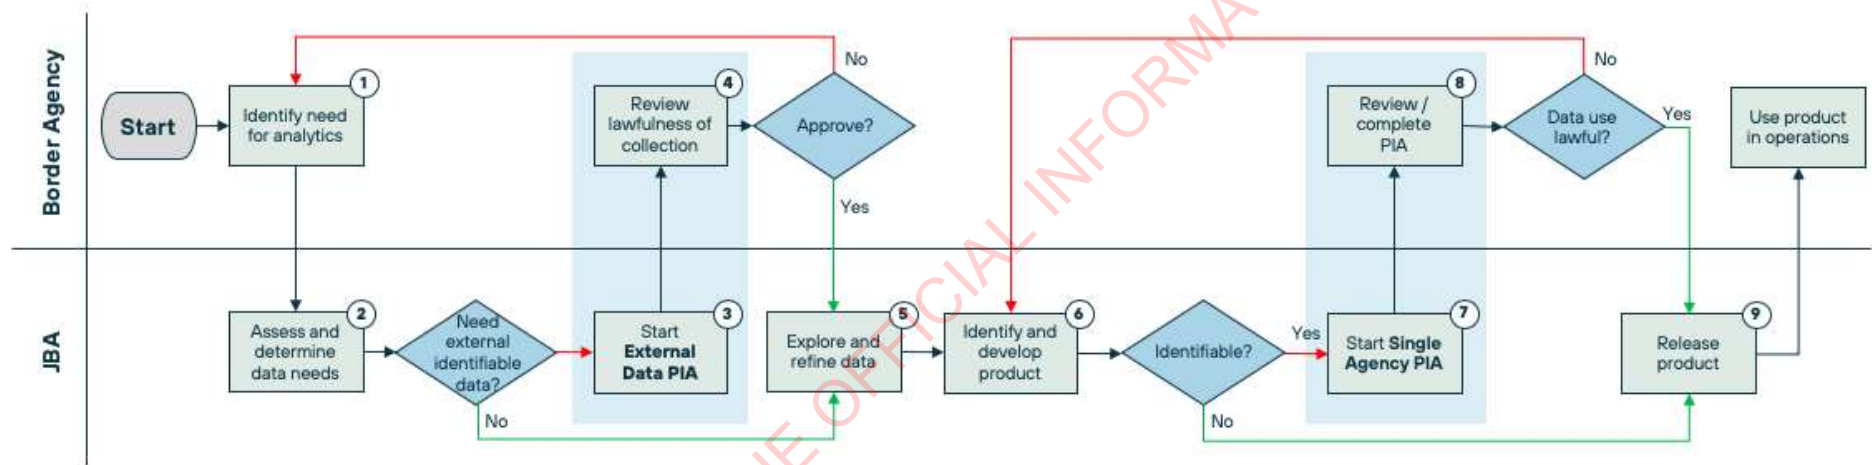 Border Agency
Start
1
Identify need
for analytics
4
Review
lawfulness of
collection
No
Approve?
Yes
8
Review /
complete
PIA
No
Data use
lawful?
Yes
Use product
in operations
JBA
2
Assess and
determine
data needs
Need
external
identifiable
data?
No
3
Start
External
Data PIA
5
Explore and
refine data
6
Identify and
develop
product
Identifiable?
Yes
No
7
Start Single
Agency PIA
9
Release
product
THE OFFICIAL INFORMA